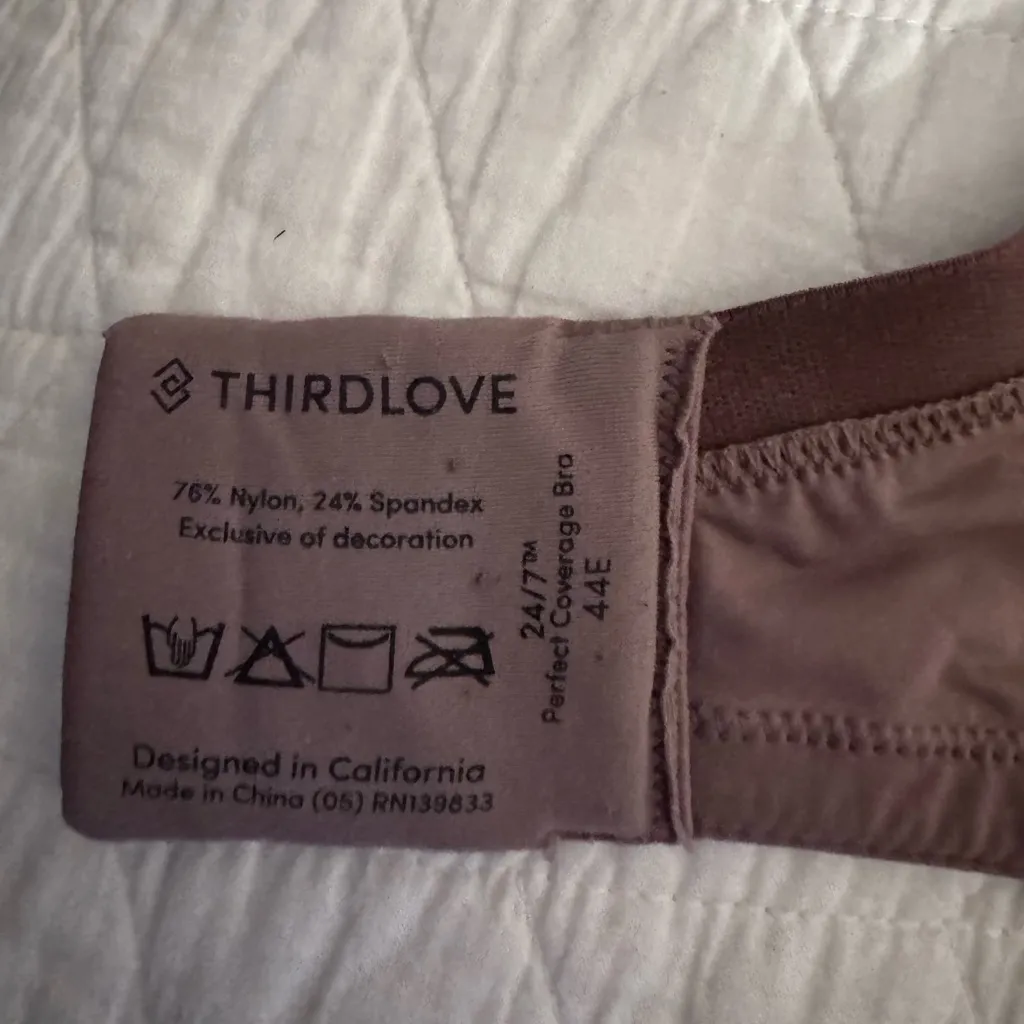 THIRDLOVE
76% Nylon, 24% Spandex
Exclusive of decoration
24/7™
Perfect Coverage Bra
44E
Designed in California
Made in China (05) RN139833